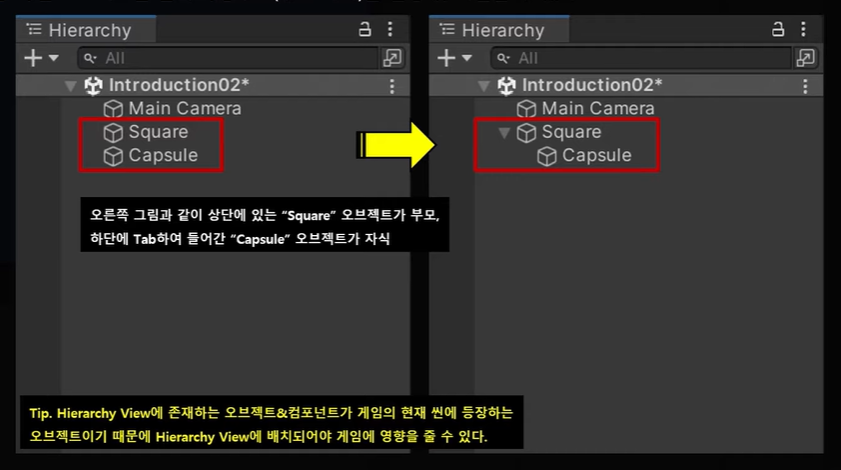 Hierarchy
All
Introduction02*
Main Camera
Square
Capsule
Hierarchy
All
Introduction02*
Main Camera
Square
Capsule
오른쪽 그림과 같이 상단에 있는 “Square” 오브젝트가 부모,
하단에 Tab하여 들어간 “Capsule” 오브젝트가 자식
Tip. Hierarchy View에 존재하는 오브젝트&컴포넌트가 게임의 현재 씬에 등장하는
오브젝트이기 때문에 Hierarchy View에 배치되어야 게임에 영향을 줄 수 있다.